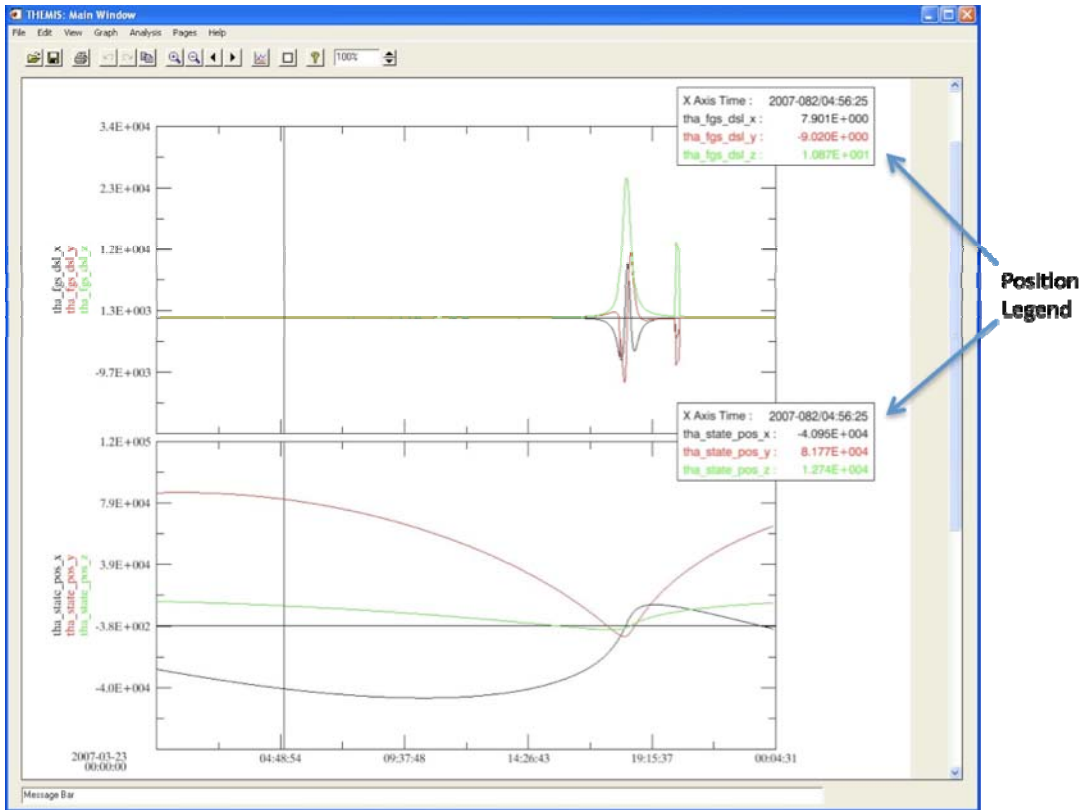 THEMIS: Main Window
File Edit View Graph Analysis Pages Help
100%
X Axis Time : 2007-082/04:56:25
tha_fgs_dsl_x : 7.901E+000
tha_fgs_dsl_y : -9.020E+000
tha_fgs_dsl_z : 1.087E+001
3.4E+004
2.3E+004
1.2E+004
1.3E+003
-9.7E+003
tha_fgs_dsl_x
tha_fgs_dsl_y
tha_fgs_dsl_z
Position
Legend
X Axis Time : 2007-082/04:56:25
tha_state_pos_x : -4.095E+004
tha_state_pos_y : 8.177E+004
tha_state_pos_z : 1.274E+004
1.2E+005
7.9E+004
3.9E+004
-3.8E+002
-4.0E+004
tha_state_pos_x
tha_state_pos_y
tha_state_pos_z
2007-03-23
00:00:00
04:48:54
09:37:48
14:26:43
19:15:37
00:04:31
Message Bar